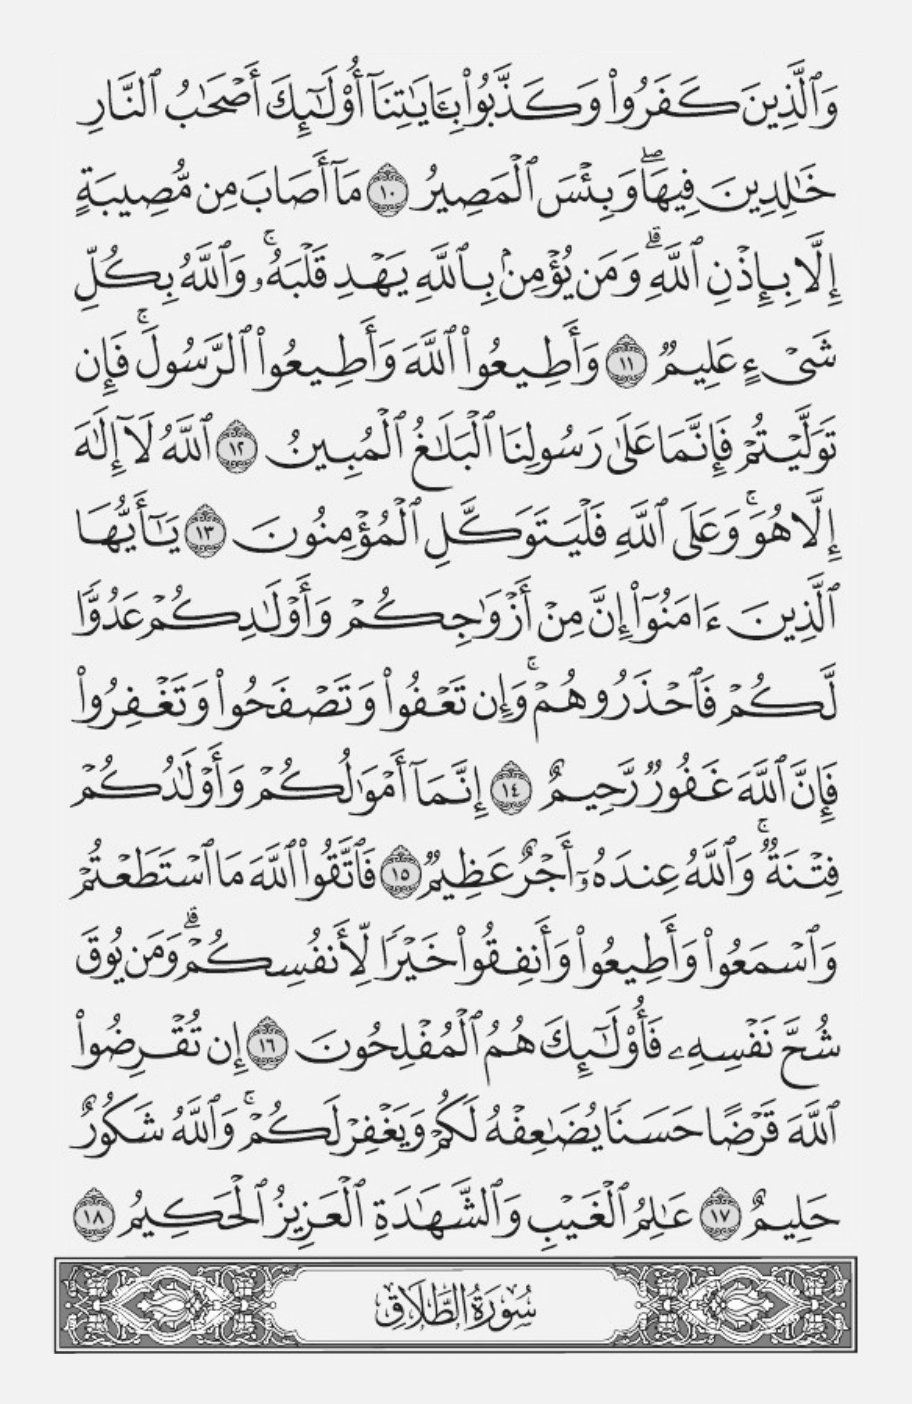 وَٱلَّذِينَ كَفَرُوا۟ وَكَذَّبُوا۟ بِـَٔايَـٰتِنَآ أُو۟لَـٰٓئِكَ أَصْحَـٰبُ ٱلنَّارِ
خَـٰلِدِينَ فِيهَا ۖ وَبِئْسَ ٱلْمَصِيرُ ١٠ مَآ أَصَابَ مِن مُّصِيبَةٍ
إِلَّا بِإِذْنِ ٱللَّهِ ۗ وَمَن يُؤْمِنۢ بِٱللَّهِ يَهْدِ قَلْبَهُۥ ۚ وَٱللَّهُ بِكُلِّ
شَىْءٍ عَلِيمٌ ١١ وَأَطِيعُوا۟ ٱللَّهَ وَأَطِيعُوا۟ ٱلرَّسُولَ ۚ فَإِن
تَوَلَّيْتُمْ فَإِنَّمَا عَلَىٰ رَسُولِنَا ٱلْبَلَـٰغُ ٱلْمُبِينُ ١٢ ٱللَّهُ لَآ إِلَـٰهَ
إِلَّا هُوَ ۚ وَعَلَى ٱللَّهِ فَلْيَتَوَكَّلِ ٱلْمُؤْمِنُونَ ١٣ يَـٰٓأَيُّهَا
ٱلَّذِينَ ءَامَنُوٓا۟ إِنَّ مِنْ أَزْوَٰجِكُمْ وَأَوْلَـٰدِكُمْ عَدُوًّا
لَّكُمْ فَٱحْذَرُوهُمْ ۚ وَإِن تَعْفُوا۟ وَتَصْفَحُوا۟ وَتَغْفِرُوا۟
فَإِنَّ ٱللَّهَ غَفُورٌ رَّحِيمٌ ١٤ إِنَّمَآ أَمْوَٰلُكُمْ وَأَوْلَـٰدُكُمْ
فِتْنَةٌ ۚ وَٱللَّهُ عِندَهُۥٓ أَجْرٌ عَظِيمٌ ١٥ فَٱتَّقُوا۟ ٱللَّهَ مَا ٱسْتَطَعْتُمْ
وَٱسْمَعُوا۟ وَأَطِيعُوا۟ وَأَنفِقُوا۟ خَيْرًا لِّأَنفُسِكُمْ ۗ وَمَن يُوقَ
شُحَّ نَفْسِهِۦ فَأُو۟لَـٰٓئِكَ هُمُ ٱلْمُفْلِحُونَ ١٦ إِن تُقْرِضُوا۟
ٱللَّهَ قَرْضًا حَسَنًا يُضَـٰعِفْهُ لَكُمْ وَيَغْفِرْ لَكُمْ ۚ وَٱللَّهُ شَكُورٌ
حَلِيمٌ ١٧ عَـٰلِمُ ٱلْغَيْبِ وَٱلشَّهَـٰدَةِ ٱلْعَزِيزُ ٱلْحَكِيمُ ١٨
سُورَةُ الطَّلَاقِ